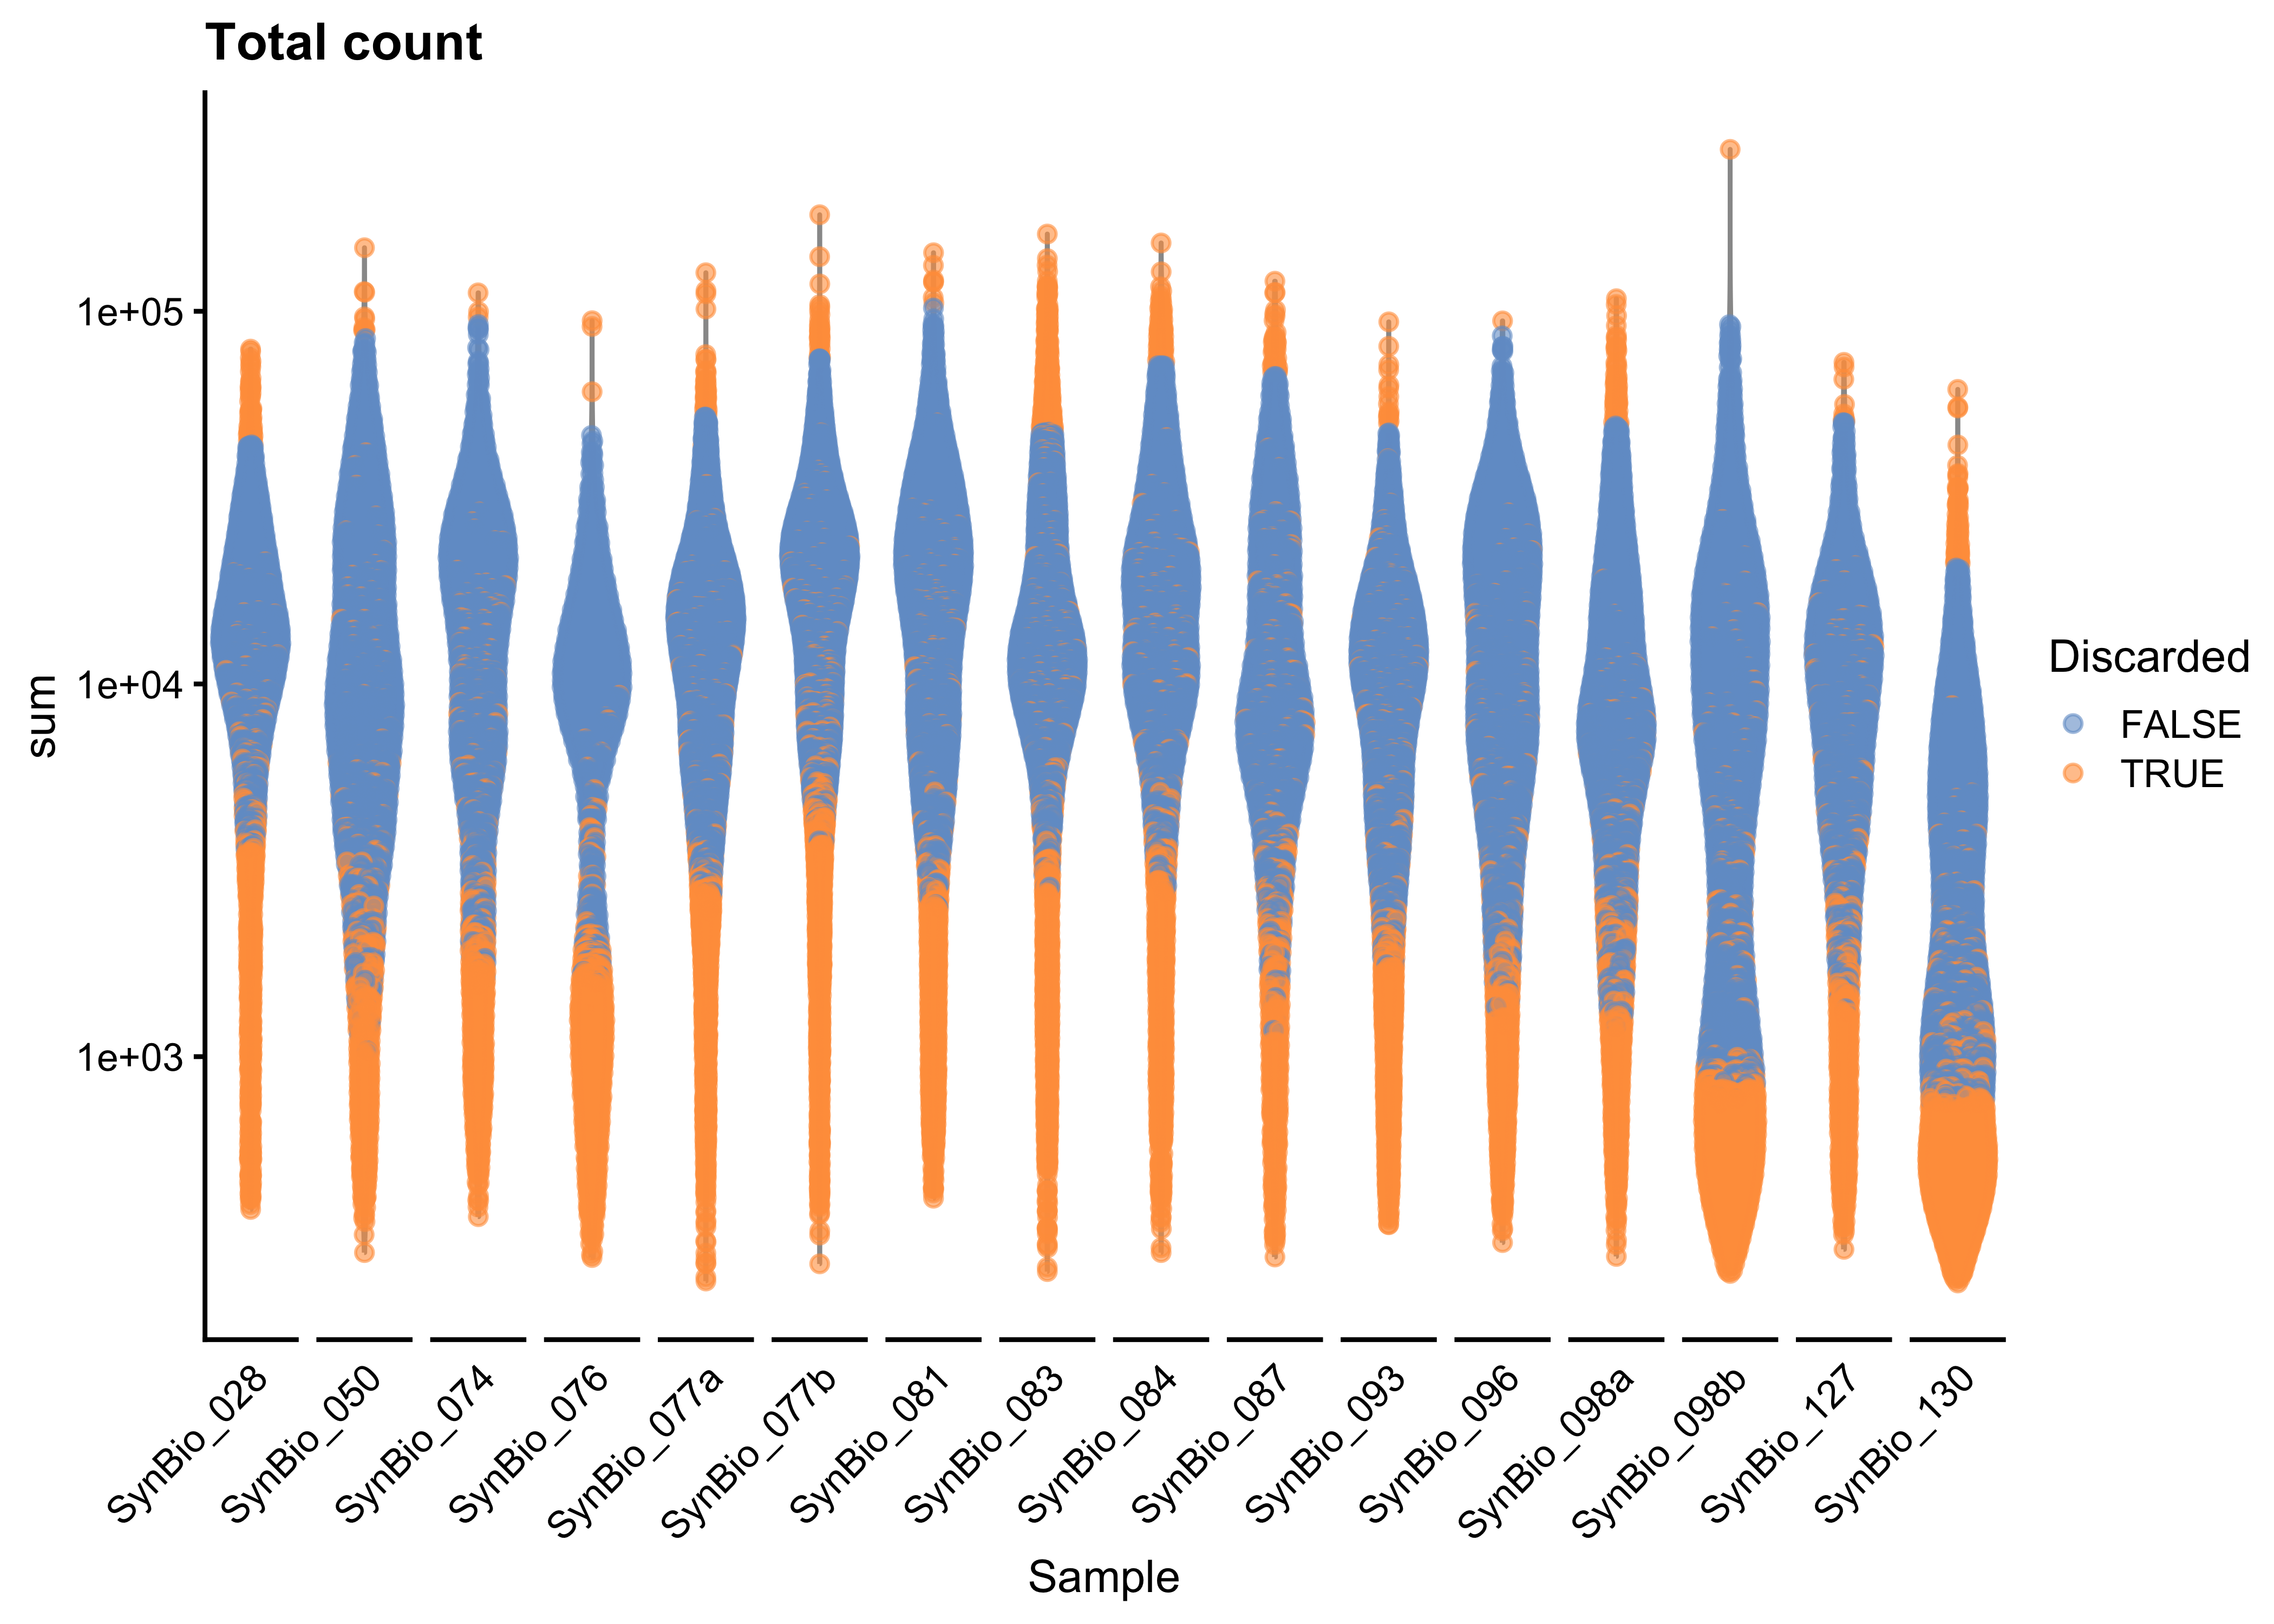 Total count
1e+05
1e+04
1e+03
sum
SynBio_028
SynBio_050
SynBio_074
SynBio_076
SynBio_077a
SynBio_077b
SynBio_081
SynBio_083
SynBio_084
SynBio_087
SynBio_093
SynBio_096
SynBio_098a
SynBio_098b
SynBio_127
SynBio_130
Sample
Discarded
FALSE
TRUE